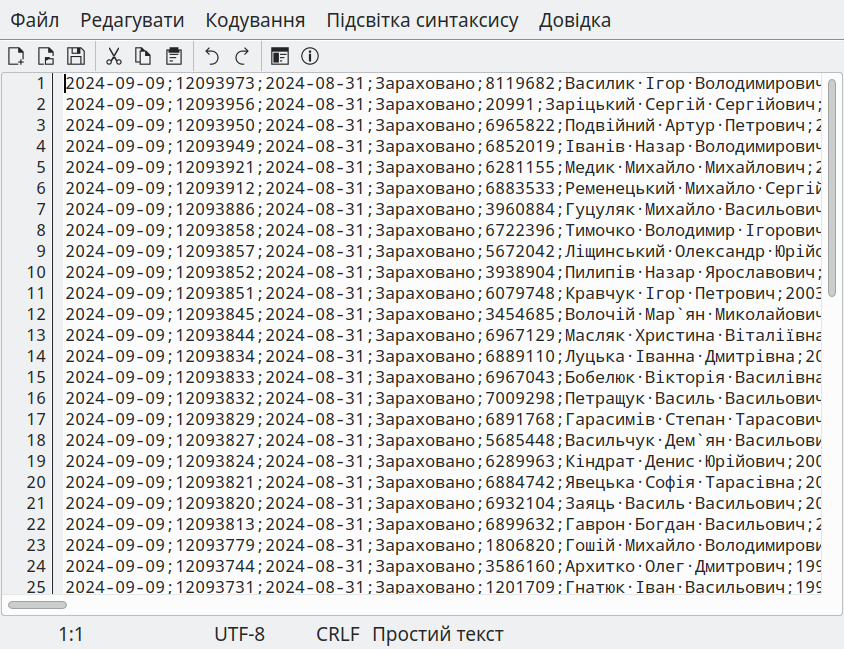 Файл Редагувати Кодування Підсвітка синтаксису Довідка
1 2024-09-09;12093973;2024-08-31;Зараховано;8119682;Василик·Ігор·Володимирович
2 2024-09-09;12093956;2024-08-31;Зараховано;20991;Заріцький·Сергій·Сергійович;
3 2024-09-09;12093950;2024-08-31;Зараховано;6965822;Подвійний·Артур·Петрович;2
4 2024-09-09;12093949;2024-08-31;Зараховано;6852019;Іванів·Назар·Володимирович
5 2024-09-09;12093921;2024-08-31;Зараховано;6281155;Медик·Михайло·Михайлович;2
6 2024-09-09;12093912;2024-08-31;Зараховано;6883533;Ременецький·Михайло·Сергій
7 2024-09-09;12093886;2024-08-31;Зараховано;3960884;Гуцуляк·Михайло·Васильович
8 2024-09-09;12093858;2024-08-31;Зараховано;6722396;Тимочко·Володимир·Ігорович
9 2024-09-09;12093857;2024-08-31;Зараховано;5672042;Ліщинський·Олександр·Юрійо
10 2024-09-09;12093852;2024-08-31;Зараховано;3938904;Пилипів·Назар·Ярославович;
11 2024-09-09;12093851;2024-08-31;Зараховано;6079748;Кравчук·Ігор·Петрович;2003
12 2024-09-09;12093845;2024-08-31;Зараховано;3454685;Волочій·Мар`ян·Миколайович
13 2024-09-09;12093844;2024-08-31;Зараховано;6967129;Масляк·Христина·Віталіївна
14 2024-09-09;12093834;2024-08-31;Зараховано;6889110;Луцька·Іванна·Дмитрівна;20
15 2024-09-09;12093833;2024-08-31;Зараховано;6967043;Бобелюк·Вікторія·Василівна
16 2024-09-09;12093832;2024-08-31;Зараховано;7009298;Петращук·Василь·Васильович
17 2024-09-09;12093829;2024-08-31;Зараховано;6891768;Гарасимів·Степан·Тарасович
18 2024-09-09;12093827;2024-08-31;Зараховано;5685448;Васильчук·Дем`ян·Васильови
19 2024-09-09;12093824;2024-08-31;Зараховано;6289963;Кіндрат·Денис·Юрійович;200
20 2024-09-09;12093821;2024-08-31;Зараховано;6884742;Явецька·Софія·Тарасівна;20
21 2024-09-09;12093820;2024-08-31;Зараховано;6932104;Заяць·Василь·Васильович;20
22 2024-09-09;12093813;2024-08-31;Зараховано;6899632;Гаврон·Богдан·Васильович;2
23 2024-09-09;12093779;2024-08-31;Зараховано;1806820;Гошій·Михайло·Володимирови
24 2024-09-09;12093744;2024-08-31;Зараховано;3586160;Архитко·Олег·Дмитрович;199
25 2024-09-09;12093731;2024-08-31;Зараховано;1201709;Гнатюк·Іван·Васильович;199
1:1 UTF-8 CRLF Простий текст